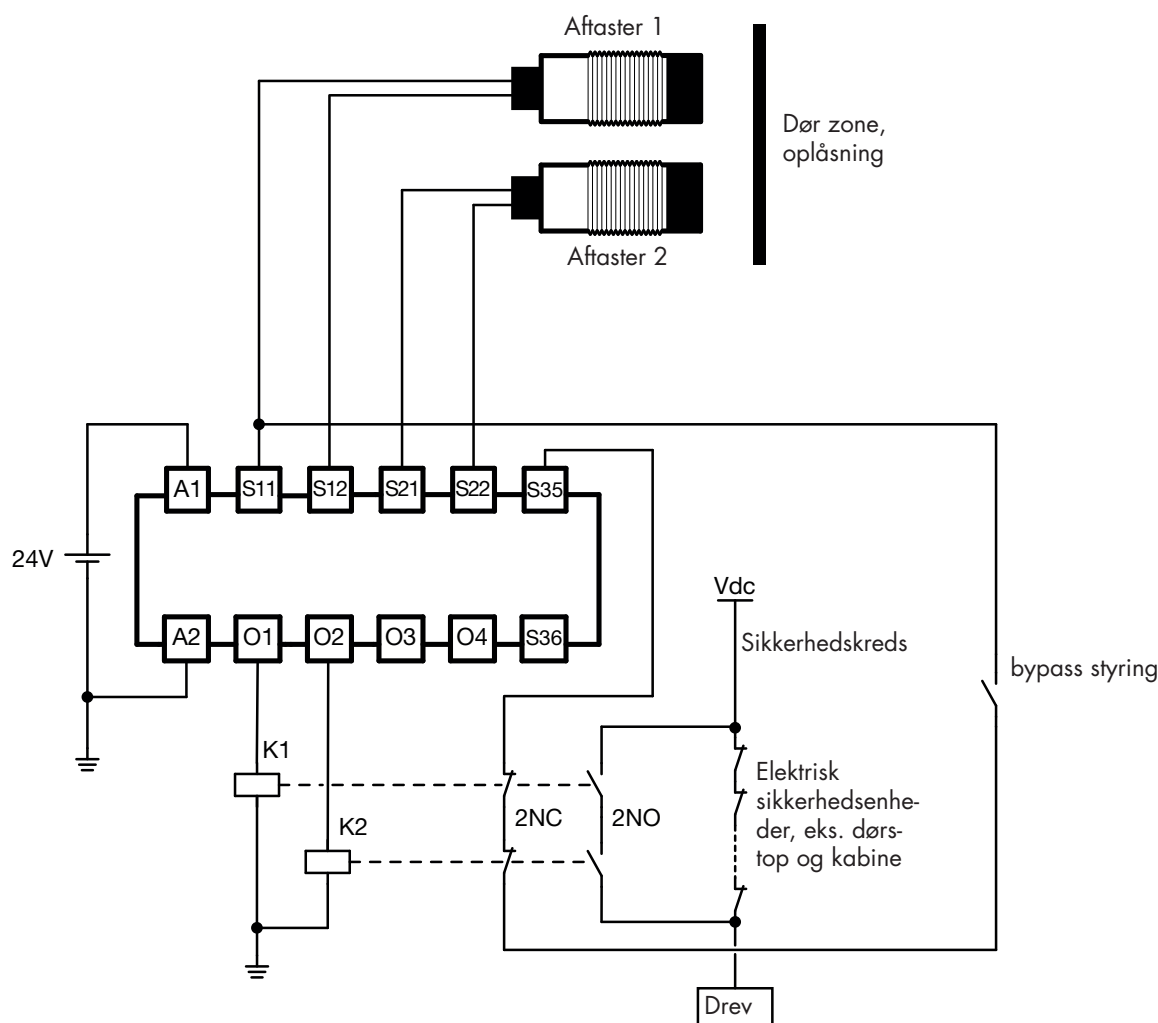 Aftaster 1
Dør zone,
oplåsning
Aftaster 2
A1
S11
S12
S21
S22
S35
24V
A2
O1
O2
O3
O4
S36
Vdc
Sikkerhedskreds
bypass styring
K1
K2
2NC
2NO
Elektrisk
sikkerhedsenhe-
der, eks. dørs-
top og kabine
Drev